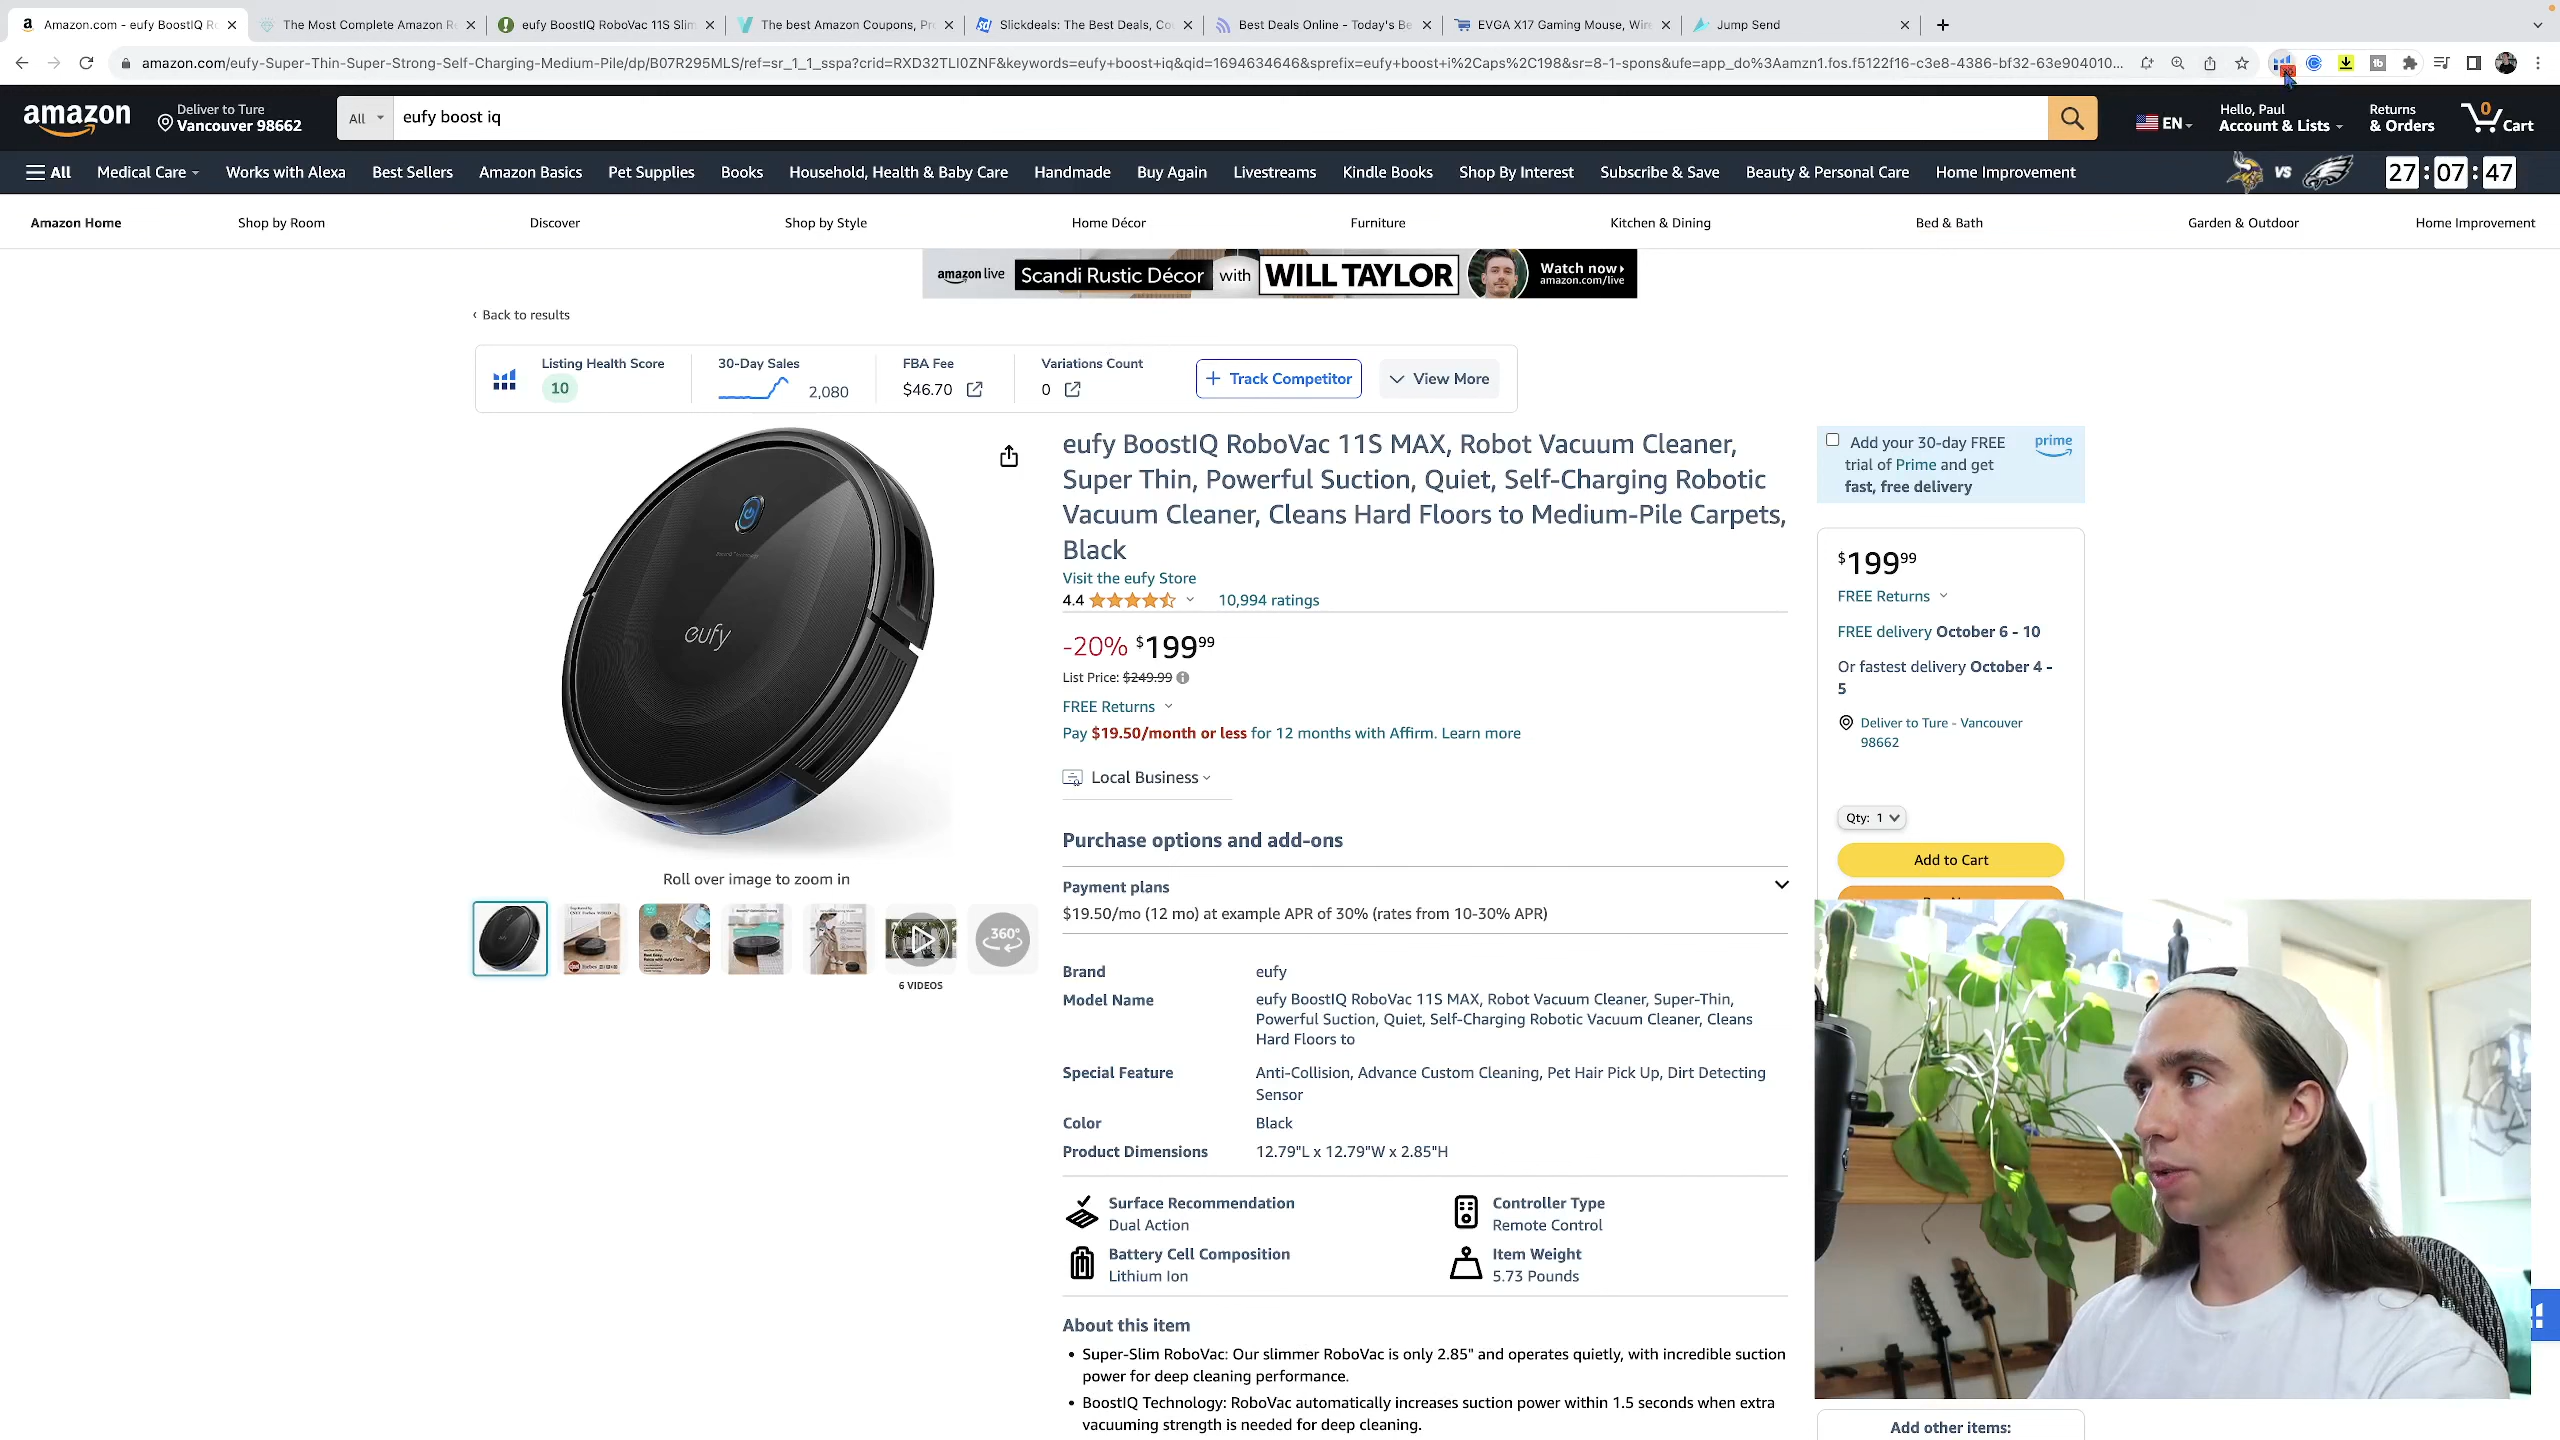 Amazon.com - eufy BoostIQ Ro
The Most Complete Amazon Re
eufy BoostIQ RoboVac 11S Slim
The best Amazon Coupons, Pro
Slickdeals: The Best Deals, Co
Best Deals Online - Today's Be
EVGA X17 Gaming Mouse, Wire
Jump Send
amazon.com/eufy-Super-Thin-Super-Strong-Self-Charging-Medium-Pile/dp/B07R295MLS/ref=sr_1_1_sspa?crid=RXD32TLI0ZNF&keywords=eufy+boost+iq&qid=1694634646&sprefix=eufy+boost+i%2Caps%2C198&sr=8-1-spons&ufe=app_do%3Aamzn1.fos.f5122f16-c3e8-4386-bf32-63e904010...
amazon
Deliver to Ture
Vancouver 98662
All
eufy boost iq
EN
Hello, Paul
Account & Lists
Returns
& Orders
0
Cart
All
Medical Care
Works with Alexa
Best Sellers
Amazon Basics
Pet Supplies
Books
Household, Health & Baby Care
Handmade
Buy Again
Livestreams
Kindle Books
Shop By Interest
Subscribe & Save
Beauty & Personal Care
Home Improvement
VS
27:07:47
Amazon Home
Shop by Room
Discover
Shop by Style
Home Décor
Furniture
Kitchen & Dining
Bed & Bath
Garden & Outdoor
Home Improvement
amazon live Scandi Rustic Décor with WILL TAYLOR
Watch now
amazon.com/live
‹ Back to results
Listing Health Score
10
30-Day Sales
2,080
FBA Fee
$46.70
Variations Count
0
+ Track Competitor
View More
eufy BoostIQ RoboVac 11S MAX, Robot Vacuum Cleaner,
Super Thin, Powerful Suction, Quiet, Self-Charging Robotic
Vacuum Cleaner, Cleans Hard Floors to Medium-Pile Carpets,
Black
Visit the eufy Store
4.4
10,994 ratings
-20% $199 99
List Price: $249.99
FREE Returns
Pay $19.50/month or less for 12 months with Affirm. Learn more
Local Business
Purchase options and add-ons
Payment plans
$19.50/mo (12 mo) at example APR of 30% (rates from 10-30% APR)
Brand
eufy
Model Name
eufy BoostIQ RoboVac 11S MAX, Robot Vacuum Cleaner, Super-Thin,
Powerful Suction, Quiet, Self-Charging Robotic Vacuum Cleaner, Cleans
Hard Floors to
Special Feature
Anti-Collision, Advance Custom Cleaning, Pet Hair Pick Up, Dirt Detecting
Sensor
Color
Black
Product Dimensions
12.79"L x 12.79"W x 2.85"H
Surface Recommendation
Dual Action
Controller Type
Remote Control
Battery Cell Composition
Lithium Ion
Item Weight
5.73 Pounds
About this item
• Super-Slim RoboVac: Our slimmer RoboVac is only 2.85" and operates quietly, with incredible suction
power for deep cleaning performance.
• BoostIQ Technology: RoboVac automatically increases suction power within 1.5 seconds when extra
vacuuming strength is needed for deep cleaning.
eufy
Roll over image to zoom in
360°
6 VIDEOS
Add your 30-day FREE
trial of Prime and get
fast, free delivery
prime
$199 99
FREE Returns
FREE delivery October 6 - 10
Or fastest delivery October 4 -
5
Deliver to Ture - Vancouver
98662
Qty: 1
Add to Cart
Add other items: